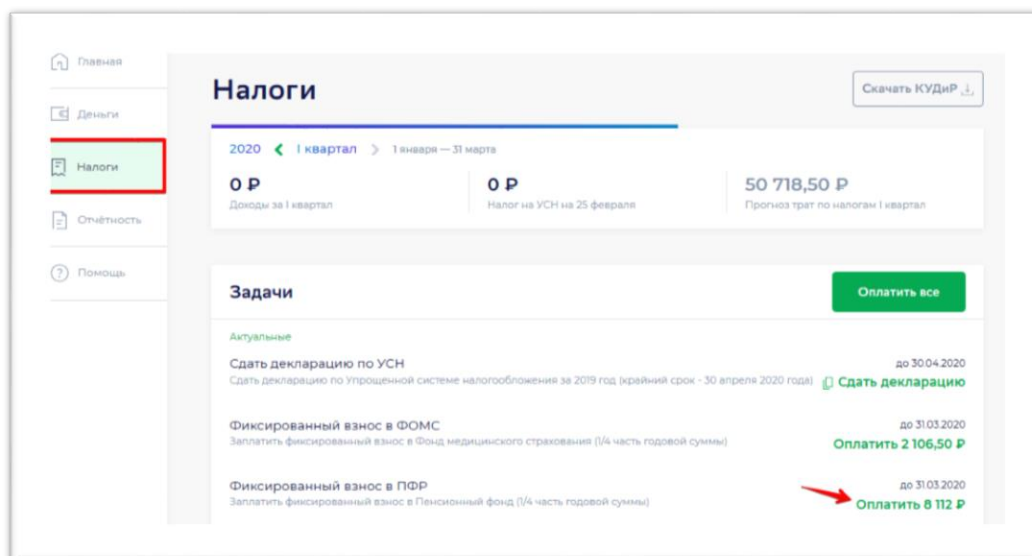 Главная
Деньги
Налоги
Отчётность
Помощь
Налоги
Скачать КУДиР
2020 I квартал 1 января — 31 марта
0 ₽
Доходы за I квартал
0 ₽
Налог на УСН на 25 февраля
50 718,50 ₽
Прогноз трат по налогам I квартал
Задачи
Оплатить все
Актуальные
Сдать декларацию по УСН
до 30.04.2020
Сдать декларацию по Упрощенной системе налогообложения за 2019 год (крайний срок - 30 апреля 2020 года)
Сдать декларацию
Фиксированный взнос в ФОМС
до 31.03.2020
Заплатить фиксированный взнос в Фонд медицинского страхования (1/4 часть годовой суммы)
Оплатить 2 106,50 ₽
Фиксированный взнос в ПФР
до 31.03.2020
Заплатить фиксированный взнос в Пенсионный фонд (1/4 часть годовой суммы)
Оплатить 8 112 ₽